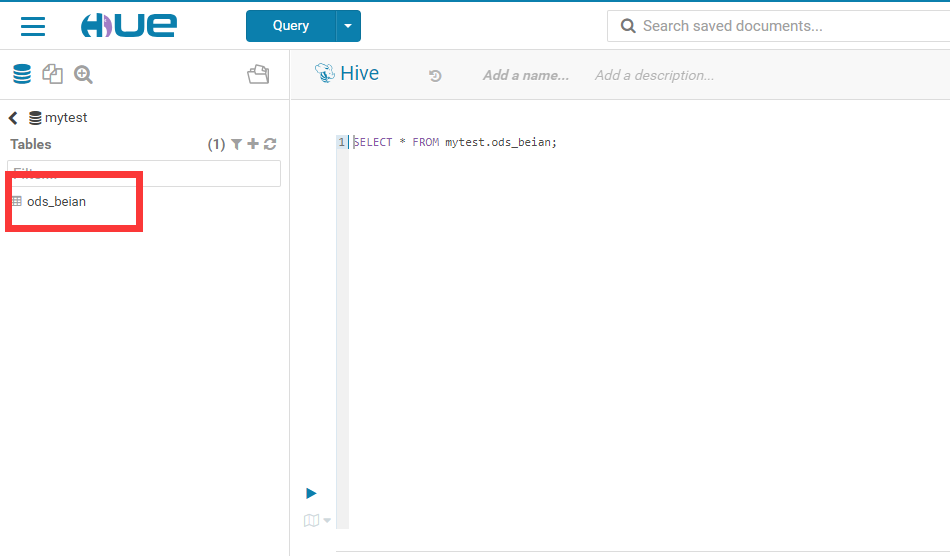 HUE
Query
Search saved documents...
Hive
Add a name...
Add a description...
mytest
Tables
(1)
Filter...
ods_beian
1
SELECT * FROM mytest.ods_beian;